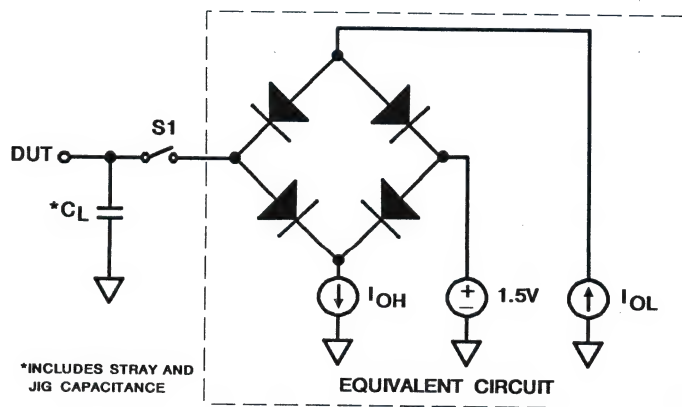 S1
DUT
*CL
IOH
+
−
1.5V
IOL
*INCLUDES STRAY AND
JIG CAPACITANCE
EQUIVALENT CIRCUIT